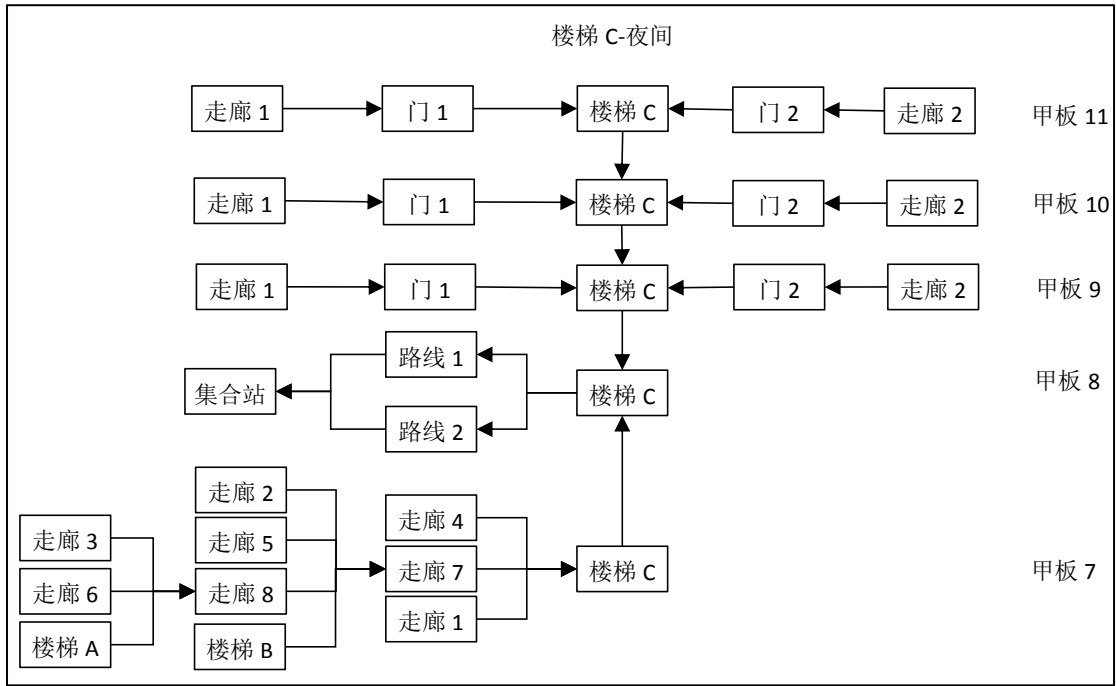 楼梯 C-夜间
走廊 1 门 1 楼梯 C 门 2 走廊 2 甲板 11
走廊 1 门 1 楼梯 C 门 2 走廊 2 甲板 10
走廊 1 门 1 楼梯 C 门 2 走廊 2 甲板 9
路线 1
集合站 楼梯 C 甲板 8
路线 2
走廊 2
走廊 4
走廊 3 走廊 5
走廊 6 走廊 8 走廊 7 楼梯 C 甲板 7
走廊 1
楼梯 A 楼梯 B